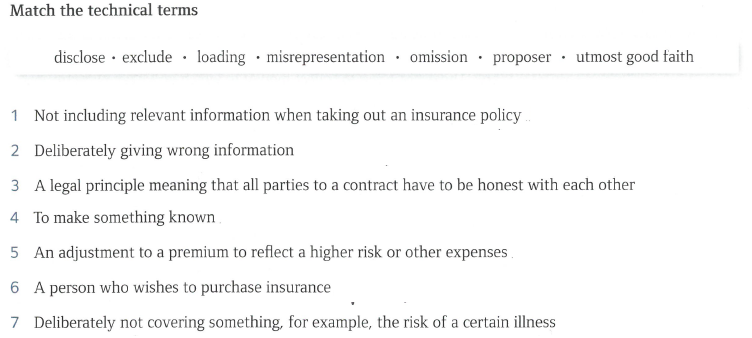 Match the technical terms
disclose • exclude • loading • misrepresentation • omission • proposer • utmost good faith
1 Not including relevant information when taking out an insurance policy
2 Deliberately giving wrong information
3 A legal principle meaning that all parties to a contract have to be honest with each other
4 To make something known
5 An adjustment to a premium to reflect a higher risk or other expenses
6 A person who wishes to purchase insurance
7 Deliberately not covering something, for example, the risk of a certain illness